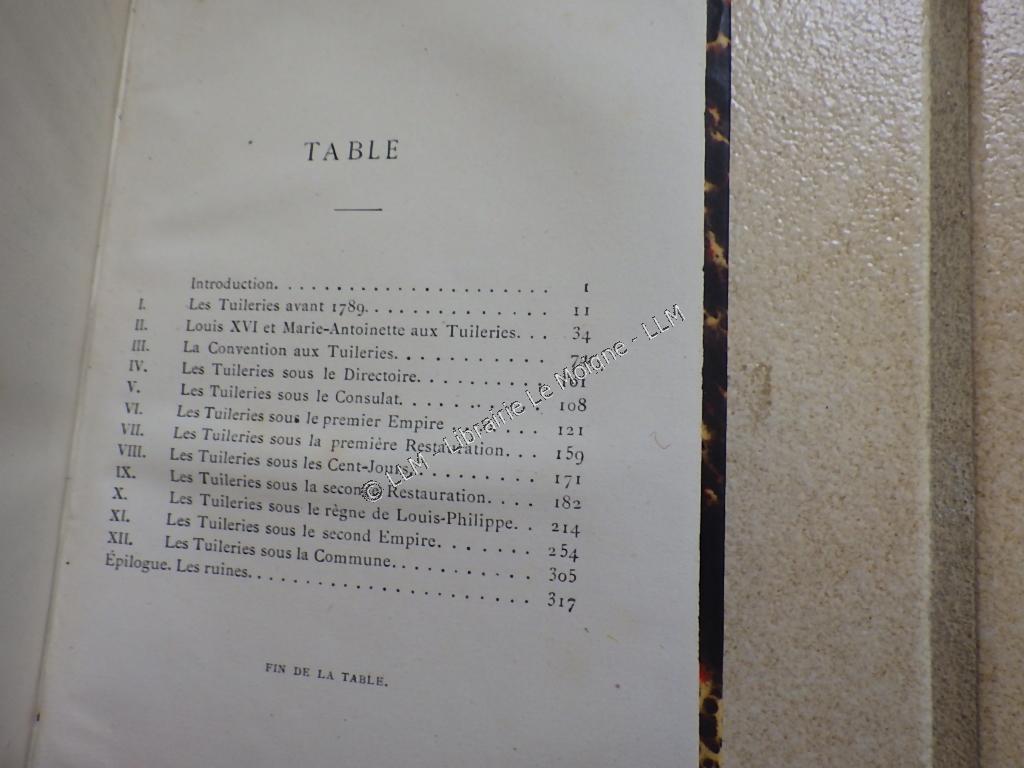 TABLE
Introduction. . . . . . . . . . . . . . . . . . . . . . . 1
I. Les Tuileries avant 1789. . . . . . . . . . . . . . . 11
II. Louis XVI et Marie-Antoinette aux Tuileries. . . 34
III. La Convention aux Tuileries. . . . . . . . . . . .
IV. Les Tuileries sous le Directoire. . . . . . . . . .
V. Les Tuileries sous le Consulat. . . . . . . . . . 108
VI. Les Tuileries sous le premier Empire . . . . . . 121
VII. Les Tuileries sous la première Restauration. . . 159
VIII. Les Tuileries sous les Cent-Jours. . . . . . . . . 171
IX. Les Tuileries sous la seconde Restauration. . . . 182
X. Les Tuileries sous le règne de Louis-Philippe. . 214
XI. Les Tuileries sous le second Empire. . . . . . . 254
XII. Les Tuileries sous la Commune. . . . . . . . . . 305
Épilogue. Les ruines. . . . . . . . . . . . . . . . . . . . . 317
FIN DE LA TABLE.
© LLM - Librairie Le Moigne - LLM